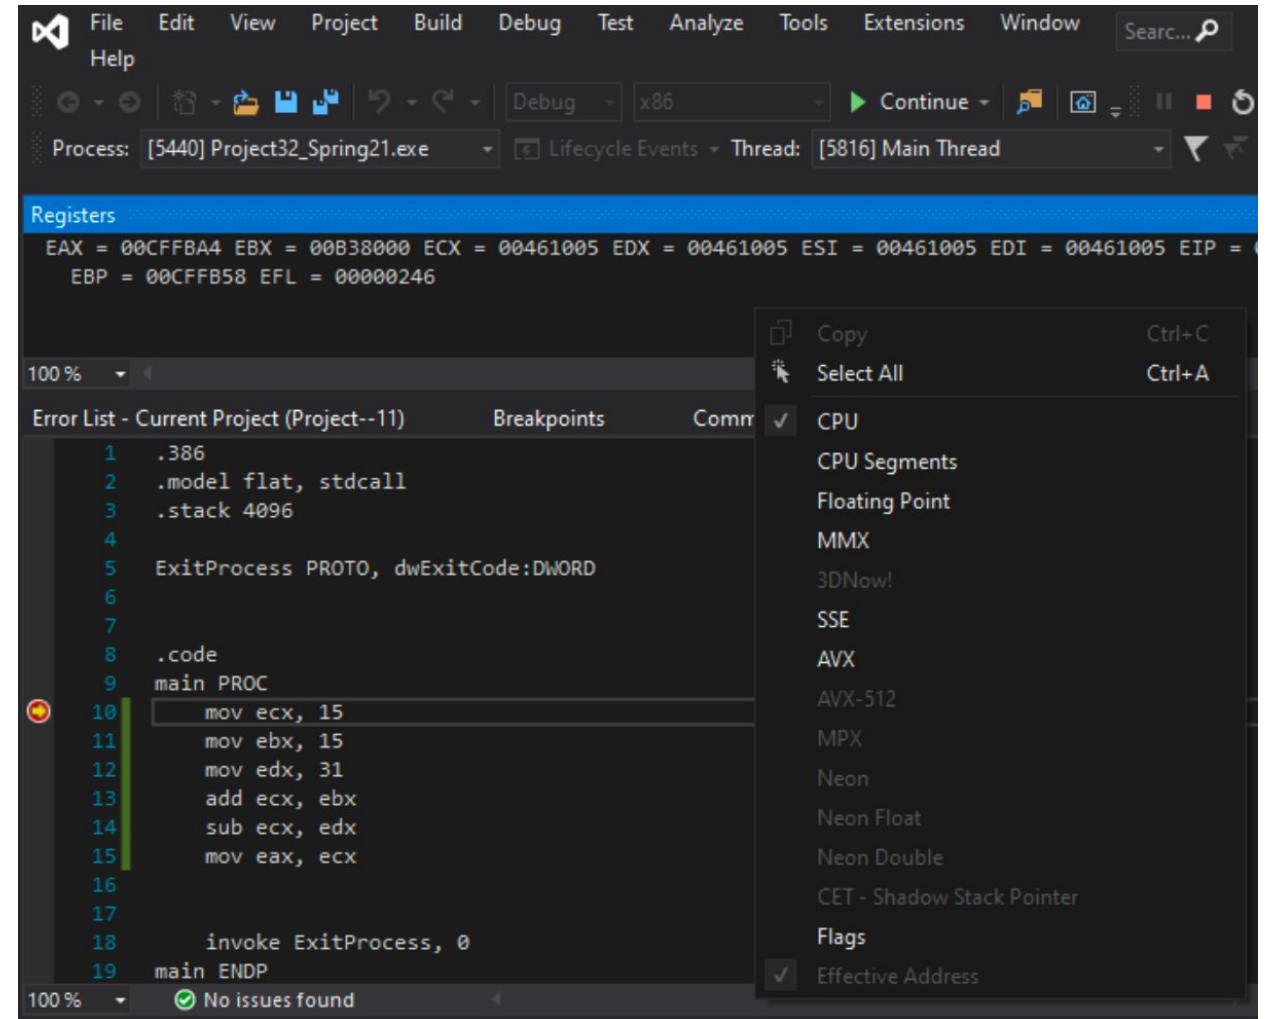 File Edit View Project Build Debug Test Analyze Tools Extensions Window Searc...
Help
Debug x86 Continue
Process: [5440] Project32_Spring21.exe Lifecycle Events Thread: [5816] Main Thread
Registers
EAX = 00CFFBA4 EBX = 00B38000 ECX = 00461005 EDX = 00461005 ESI = 00461005 EDI = 00461005 EIP =
EBP = 00CFFB58 EFL = 00000246
100 %
Error List - Current Project (Project--11) Breakpoints Comm
1 .386
2 .model flat, stdcall
3 .stack 4096
4
5 ExitProcess PROTO, dwExitCode:DWORD
6
7
8 .code
9 main PROC
10 mov ecx, 15
11 mov ebx, 15
12 mov edx, 31
13 add ecx, ebx
14 sub ecx, edx
15 mov eax, ecx
16
17
18 invoke ExitProcess, 0
19 main ENDP
100 % No issues found
Copy Ctrl+C
Select All Ctrl+A
CPU
CPU Segments
Floating Point
MMX
3DNow!
SSE
AVX
AVX-512
MPX
Neon
Neon Float
Neon Double
CET - Shadow Stack Pointer
Flags
Effective Address